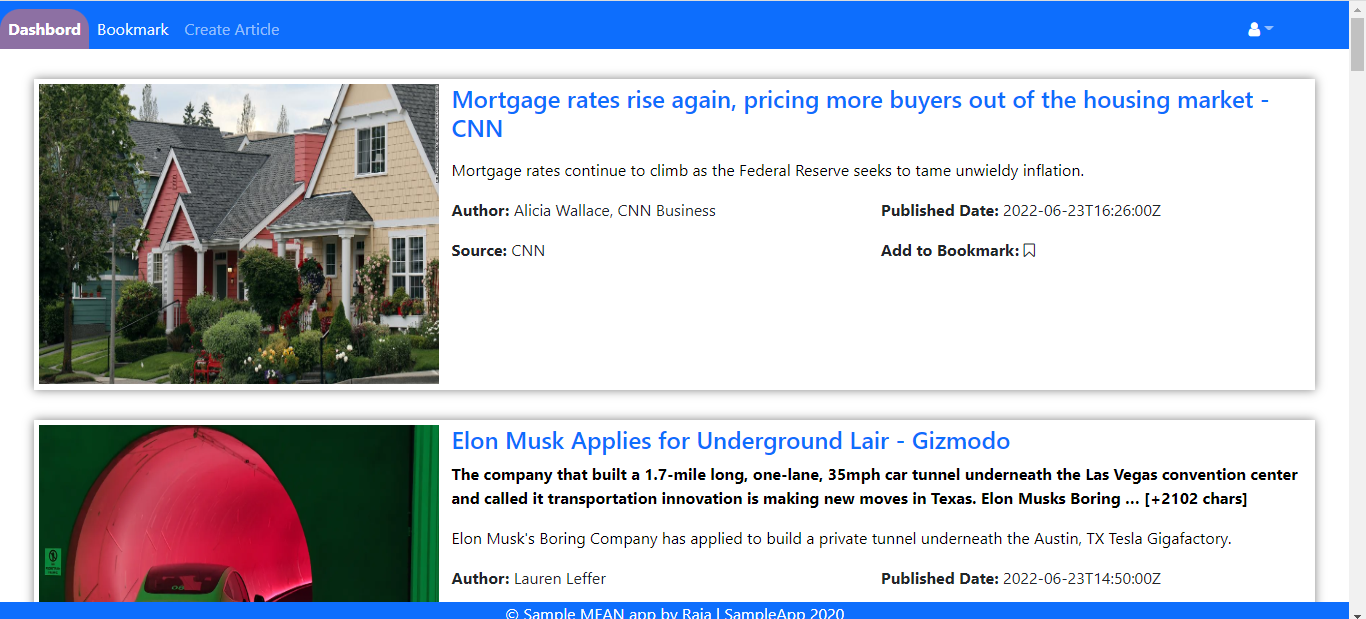 Dashbord Bookmark Create Article
Mortgage rates rise again, pricing more buyers out of the housing market -
CNN
Mortgage rates continue to climb as the Federal Reserve seeks to tame unwieldy inflation.
Author: Alicia Wallace, CNN Business Published Date: 2022-06-23T16:26:00Z
Source: CNN Add to Bookmark:
Elon Musk Applies for Underground Lair - Gizmodo
The company that built a 1.7-mile long, one-lane, 35mph car tunnel underneath the Las Vegas convention center
and called it transportation innovation is making new moves in Texas. Elon Musks Boring … [+2102 chars]
Elon Musk's Boring Company has applied to build a private tunnel underneath the Austin, TX Tesla Gigafactory.
Author: Lauren Leffer Published Date: 2022-06-23T14:50:00Z
© Sample MEAN app by Raja | SampleApp 2020